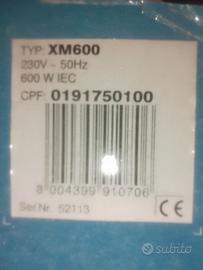 TYP: XM600
230V ~ 50Hz
600 W IEC
CPF: 0191750100
8 004399 910706
Ser.Nr. 52113
CE
subito